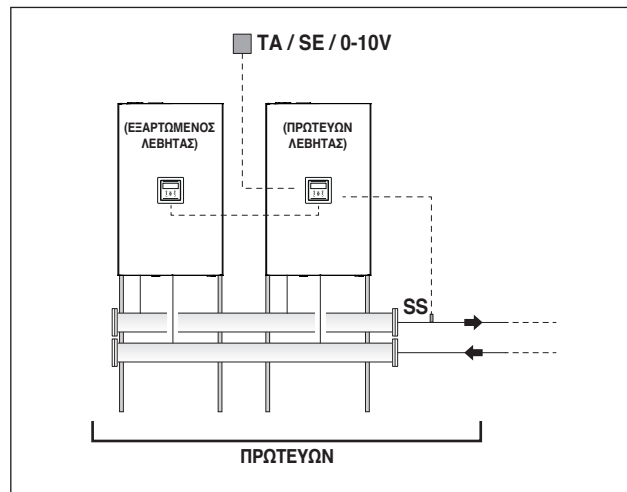 TA / SE / 0-10V
(ΕΞΑΡΤΩΜΕΝΟΣ
ΛΕΒΗΤΑΣ)
(ΠΡΩΤΕΥΩΝ
ΛΕΒΗΤΑΣ)
SS
ΠΡΩΤΕΥΩΝ